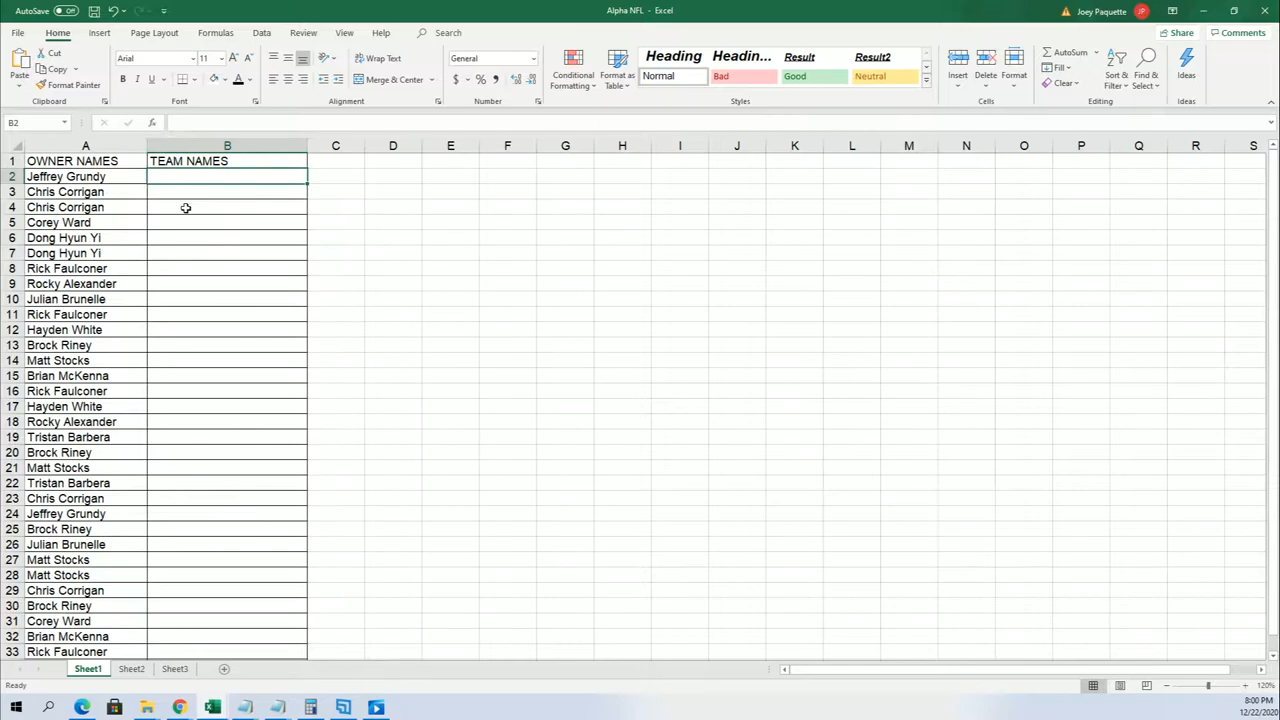 AutoSave Off Alpha NFL - Excel Joey Paquette JP
File Home Insert Page Layout Formulas Data Review View Help Search Share Comments
Paste Cut Copy Format Painter Clipboard
Arial 11 A A B I U A Font
Wrap Text Merge & Center Alignment
General $ % , Number
Conditional Formatting Format as Table
Heading Headin... Result Result2
Normal Bad Good Neutral
Styles
Insert Delete Format Cells
AutoSum Fill Clear Sort & Filter Find & Select Editing
Ideas Ideas
B2 fx
A B C D E F G H I J K L M N O P Q R S
1 OWNER NAMES TEAM NAMES
2 Jeffrey Grundy
3 Chris Corrigan
4 Chris Corrigan
5 Corey Ward
6 Dong Hyun Yi
7 Dong Hyun Yi
8 Rick Faulconer
9 Rocky Alexander
10 Julian Brunelle
11 Rick Faulconer
12 Hayden White
13 Brock Riney
14 Matt Stocks
15 Brian McKenna
16 Rick Faulconer
17 Hayden White
18 Rocky Alexander
19 Tristan Barbera
20 Brock Riney
21 Matt Stocks
22 Tristan Barbera
23 Chris Corrigan
24 Jeffrey Grundy
25 Brock Riney
26 Julian Brunelle
27 Matt Stocks
28 Matt Stocks
29 Chris Corrigan
30 Brock Riney
31 Corey Ward
32 Brian McKenna
33 Rick Faulconer
Sheet1 Sheet2 Sheet3
Ready 120%
8:00 PM
12/22/2020